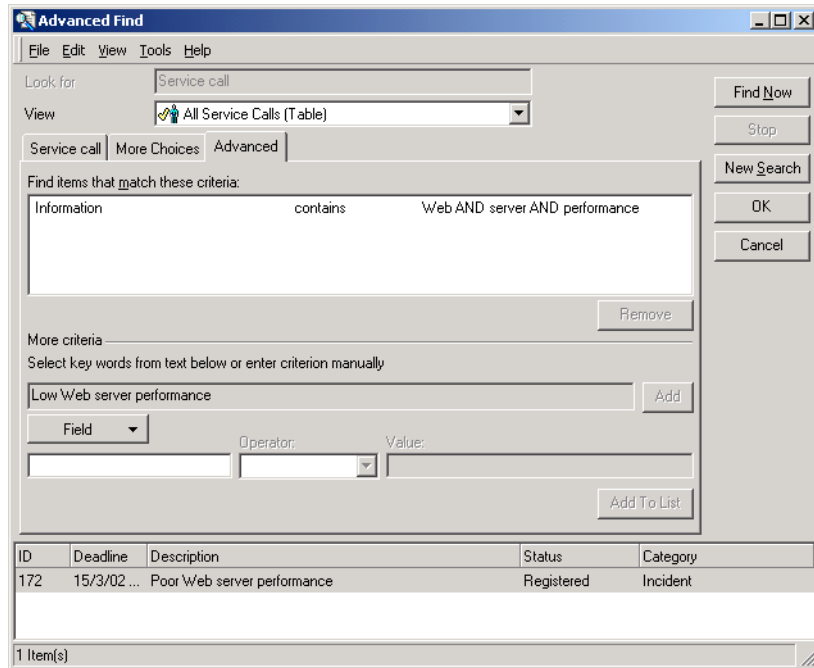 Advanced Find
File Edit View Tools Help
Look for Service call
View All Service Calls (Table)
Find Now
Stop
New Search
OK
Cancel
Service call More Choices Advanced
Find items that match these criteria:
Information contains Web AND server AND performance
Remove
More criteria
Select key words from text below or enter criterion manually
Low Web server performance
Add
Field
Operator: Value:
Add To List
ID Deadline Description Status Category
172 15/3/02 ... Poor Web server performance Registered Incident
1 Item(s)